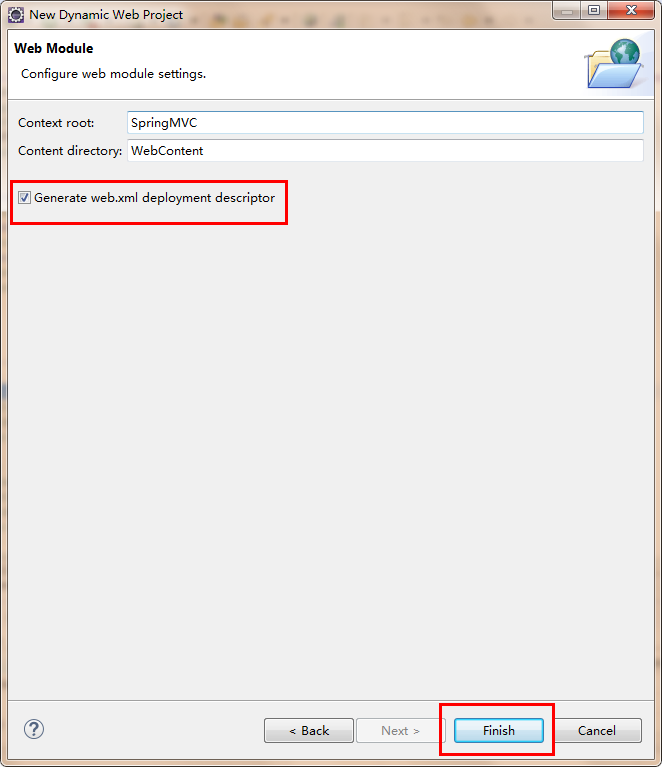 New Dynamic Web Project
Web Module
Configure web module settings.
Context root: SpringMVC
Content directory: WebContent
Generate web.xml deployment descriptor
? < Back Next > Finish Cancel